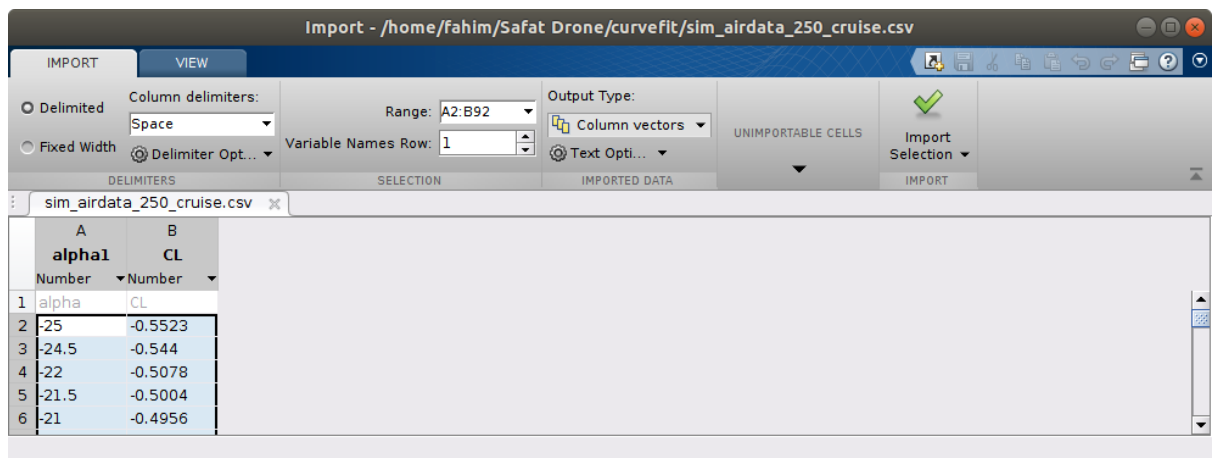 Import - /home/fahim/Safat Drone/curvefit/sim_airdata_250_cruise.csv
IMPORT VIEW
Delimited
Fixed Width
Column delimiters:
Space
Delimiter Opt...
DELIMITERS
Range: A2:B92
Variable Names Row: 1
SELECTION
Output Type:
Column vectors
Text Opti...
IMPORTED DATA
UNIMPORTABLE CELLS
Import
Selection
IMPORT
sim_airdata_250_cruise.csv
A B
alpha1 CL
Number Number
1 alpha CL
2 -25 -0.5523
3 -24.5 -0.544
4 -22 -0.5078
5 -21.5 -0.5004
6 -21 -0.4956